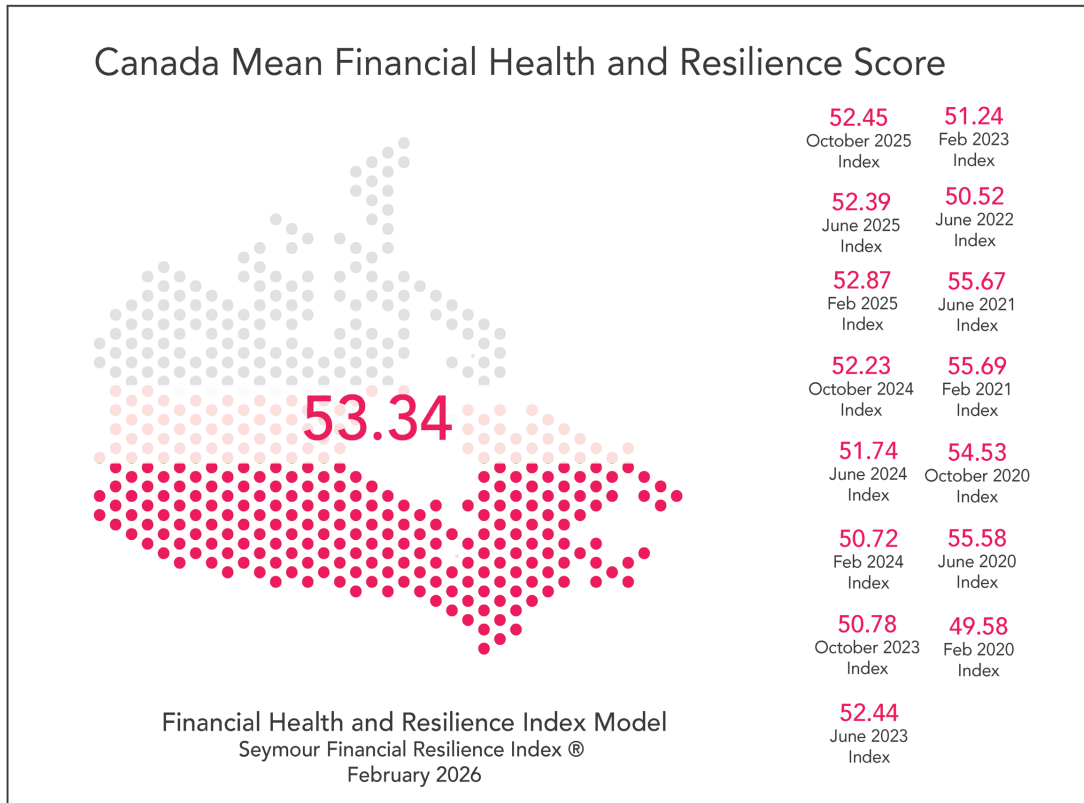 Canada Mean Financial Health and Resilience Score
53.34
52.45
October 2025
Index
52.39
June 2025
Index
52.87
Feb 2025
Index
52.23
October 2024
Index
51.74
June 2024
Index
50.72
Feb 2024
Index
50.78
October 2023
Index
52.44
June 2023
Index
51.24
Feb 2023
Index
50.52
June 2022
Index
55.67
June 2021
Index
55.69
Feb 2021
Index
54.53
October 2020
Index
55.58
June 2020
Index
49.58
Feb 2020
Index
Financial Health and Resilience Index Model
Seymour Financial Resilience Index ®
February 2026